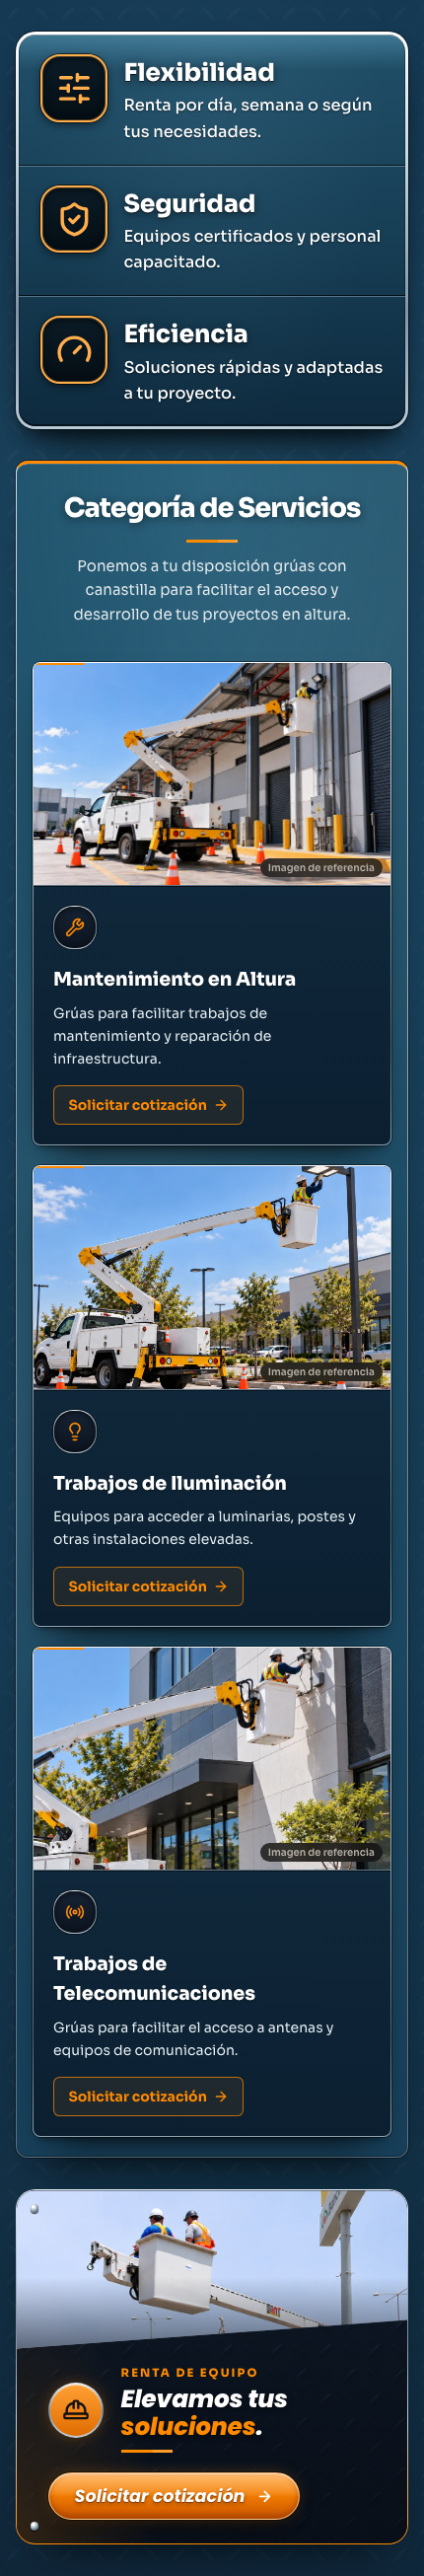 Flexibilidad
Renta por día, semana o según
tus necesidades.
Seguridad
Equipos certificados y personal
capacitado.
Eficiencia
Soluciones rápidas y adaptadas
a tu proyecto.
Categoría de Servicios
Ponemos a tu disposición grúas con
canastilla para facilitar el acceso y
desarrollo de tus proyectos en altura.
Imagen de referencia
Mantenimiento en Altura
Grúas para facilitar trabajos de
mantenimiento y reparación de
infraestructura.
Solicitar cotización →
Imagen de referencia
Trabajos de Iluminación
Equipos para acceder a luminarias, postes y
otras instalaciones elevadas.
Solicitar cotización →
Imagen de referencia
Trabajos de
Telecomunicaciones
Grúas para facilitar el acceso a antenas y
equipos de comunicación.
Solicitar cotización →
RENTA DE EQUIPO
Elevamos tus
soluciones.
Solicitar cotización →